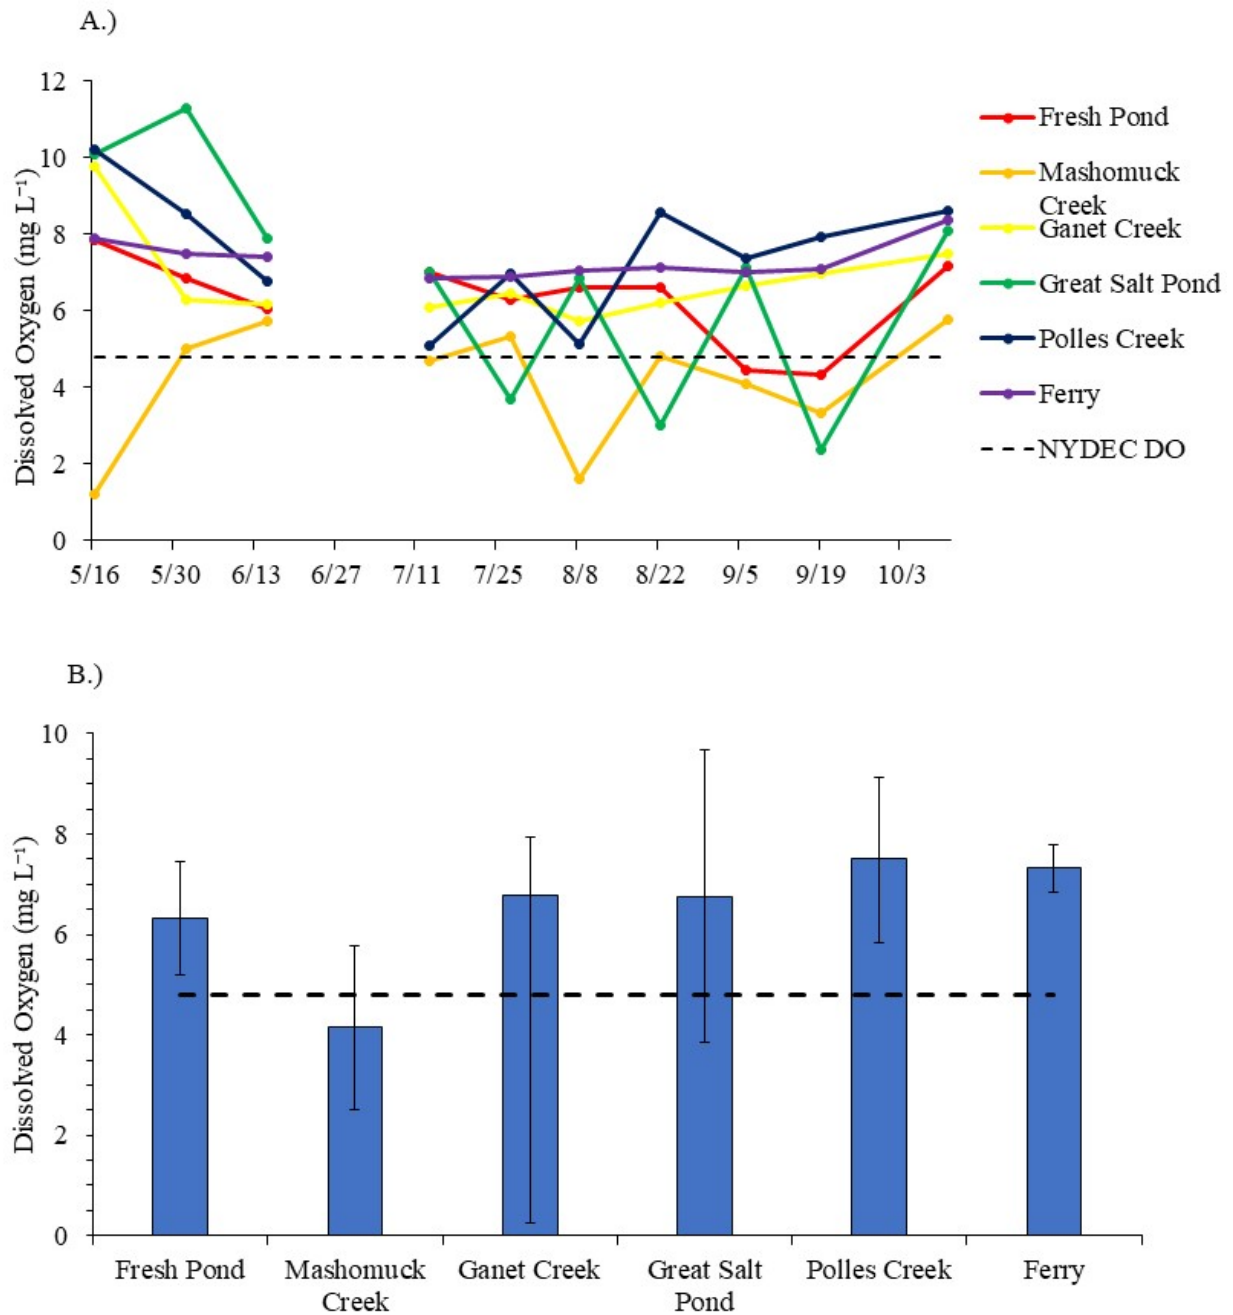 A.)
Dissolved Oxygen (mg L⁻¹)
12
10
8
6
4
2
0
5/16 5/30 6/13 6/27 7/11 7/25 8/8 8/22 9/5 9/19 10/3
Fresh Pond
Mashomuck
Creek
Ganet Creek
Great Salt Pond
Polles Creek
Ferry
NYDEC DO
B.)
Dissolved Oxygen (mg L⁻¹)
10
8
6
4
2
0
Fresh Pond Mashomuck Ganet Creek Great Salt Polles Creek Ferry
Creek Pond